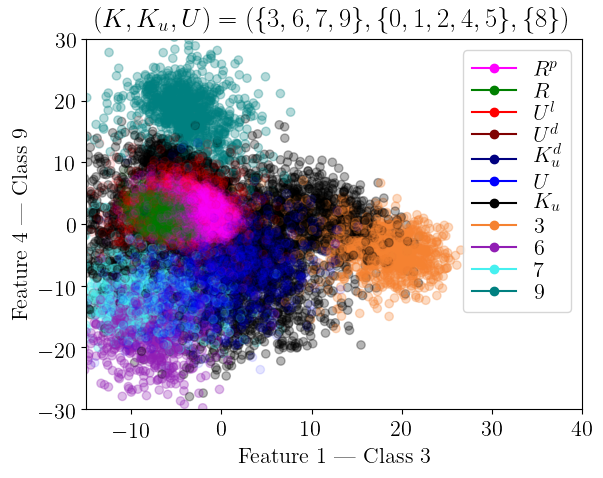 (K, K_u, U) = ({3, 6, 7, 9}, {0, 1, 2, 4, 5}, {8})
30
20
10
0
−10
−20
−30
Feature 4 — Class 9
R^p
R
U^l
U^d
K_u^d
U
K_u
3
6
7
9
−10
0
10
20
30
40
Feature 1 — Class 3